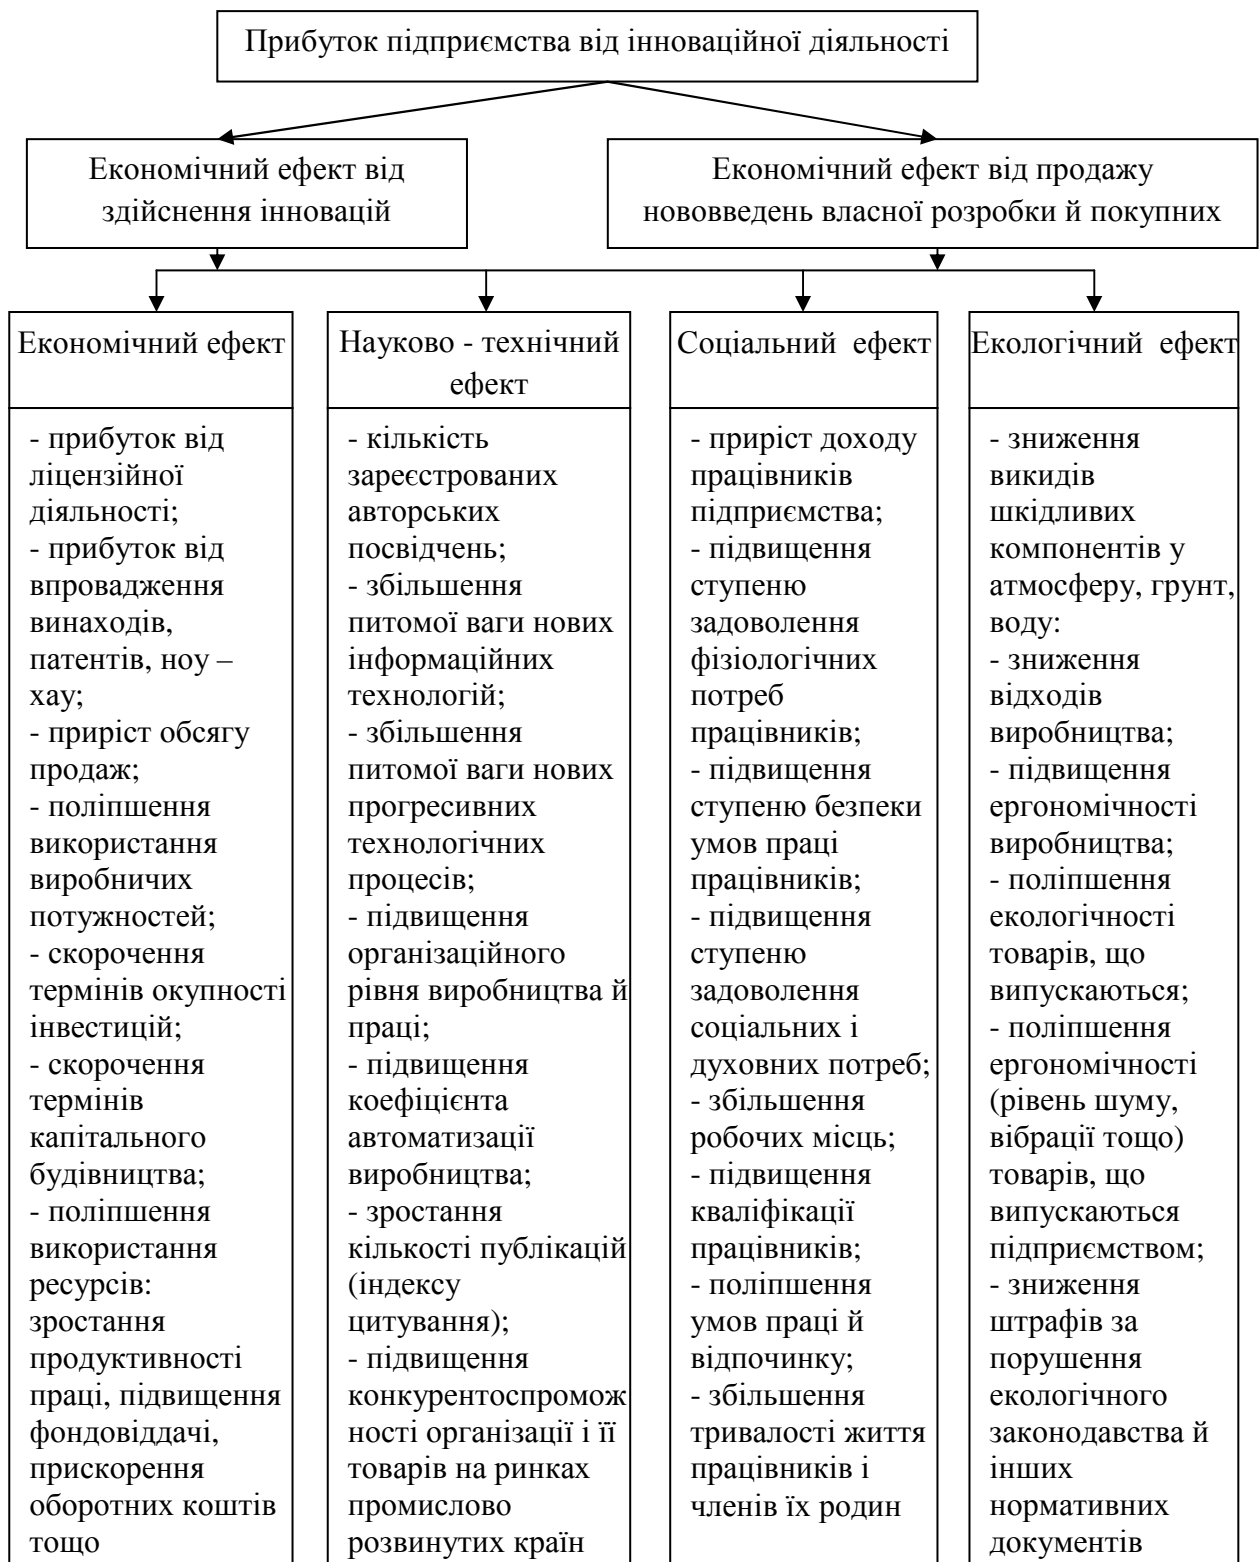 Прибуток підприємства від інноваційної діяльності
Економічний ефект від
здійснення інновацій
Економічний ефект від продажу
нововведень власної розробки й покупних
Економічний ефект
- прибуток від
ліцензійної
діяльності;
- прибуток від
впровадження
винаходів,
патентів, ноу –
хау;
- приріст обсягу
продаж;
- поліпшення
використання
виробничих
потужностей;
- скорочення
термінів окупності
інвестицій;
- скорочення
термінів
капітального
будівництва;
- поліпшення
використання
ресурсів:
зростання
продуктивності
праці, підвищення
фондовіддачі,
прискорення
оборотних коштів
тощо
Науково - технічний
ефект
- кількість
зареєстрованих
авторських
посвідчень;
- збільшення
питомої ваги нових
інформаційних
технологій;
- збільшення
питомої ваги нових
прогресивних
технологічних
процесів;
- підвищення
організаційного
рівня виробництва й
праці;
- підвищення
коефіцієнта
автоматизації
виробництва;
- зростання
кількості публікацій
(індексу
цитування);
- підвищення
конкурентоспромож
ності організації і її
товарів на ринках
промислово
розвинутих країн
Соціальний ефект
- приріст доходу
працівників
підприємства;
- підвищення
ступеню
задоволення
фізіологічних
потреб
працівників;
- підвищення
ступеню безпеки
умов праці
працівників;
- підвищення
ступеню
задоволення
соціальних і
духовних потреб;
- збільшення
робочих місць;
- підвищення
кваліфікації
працівників;
- поліпшення
умов праці й
відпочинку;
- збільшення
тривалості життя
працівників і
членів їх родин
Екологічний ефект
- зниження
викидів
шкідливих
компонентів у
атмосферу, грунт,
воду:
- зниження
відходів
виробництва;
- підвищення
ергономічності
виробництва;
- поліпшення
екологічності
товарів, що
випускаються;
- поліпшення
ергономічності
(рівень шуму,
вібрації тощо)
товарів, що
випускаються
підприємством;
- зниження
штрафів за
порушення
екологічного
законодавства й
інших
нормативних
документів